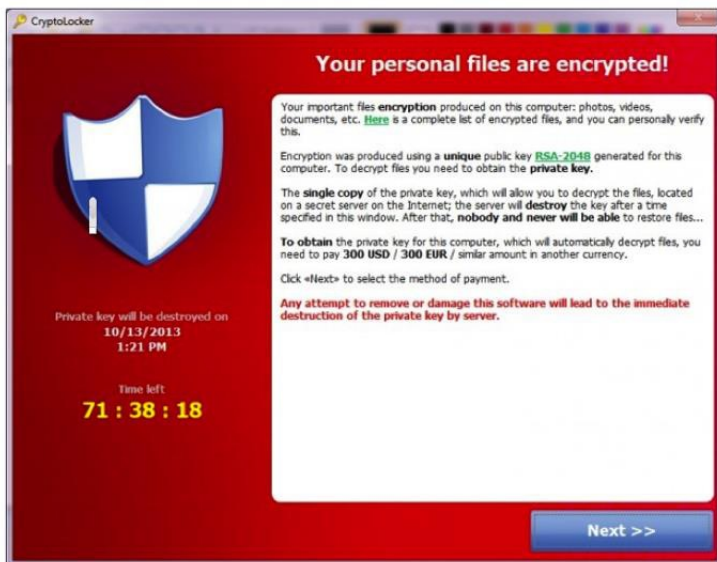 CryptoLocker
Your personal files are encrypted!
Your important files encryption produced on this computer: photos, videos,
documents, etc. Here is a complete list of encrypted files, and you can personally verify
this.
Encryption was produced using a unique public key RSA-2048 generated for this
computer. To decrypt files you need to obtain the private key.
The single copy of the private key, which will allow you to decrypt the files, located
on a secret server on the Internet; the server will destroy the key after a time
specified in this window. After that, nobody and never will be able to restore files...
To obtain the private key for this computer, which will automatically decrypt files, you
need to pay 300 USD / 300 EUR / similar amount in another currency.
Click «Next» to select the method of payment.
Any attempt to remove or damage this software will lead to the immediate
destruction of the private key by server.
Private key will be destroyed on
10/13/2013
1:21 PM
Time left
71 : 38 : 18
Next >>